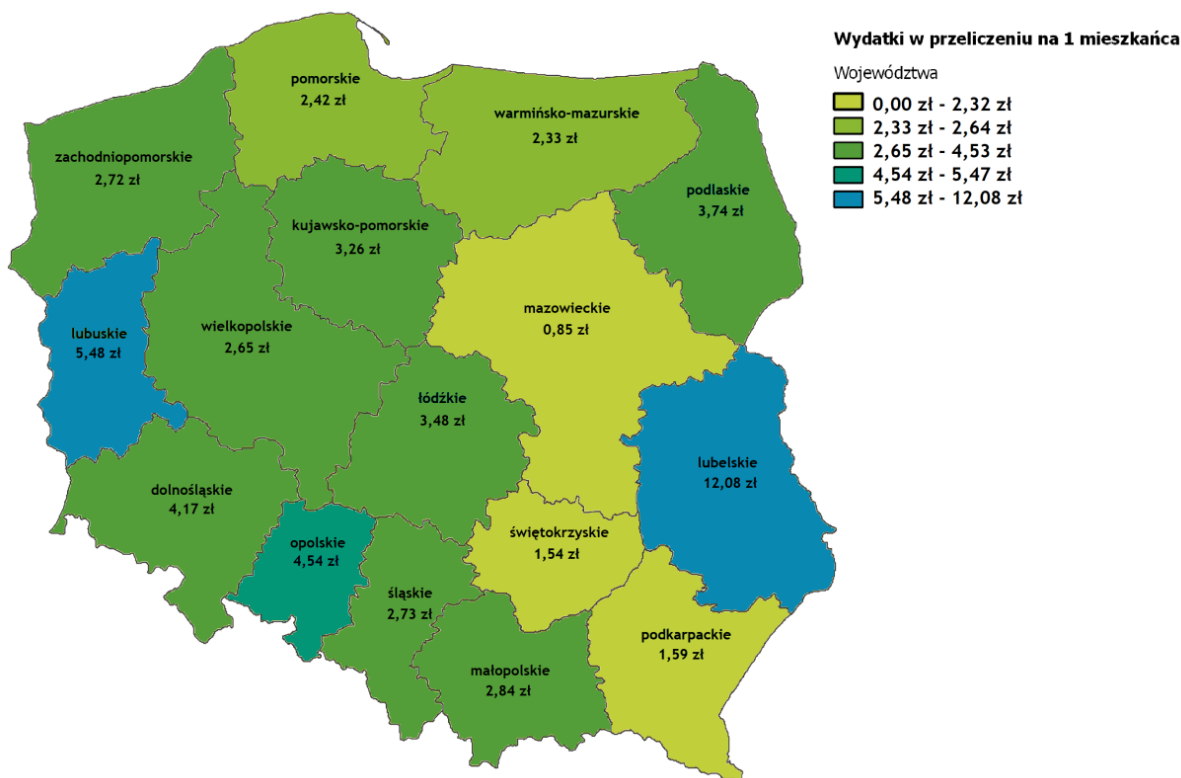 Wydatki w przeliczeniu na 1 mieszkańca
Województwa
0,00 zł - 2,32 zł
2,33 zł - 2,64 zł
2,65 zł - 4,53 zł
4,54 zł - 5,47 zł
5,48 zł - 12,08 zł
pomorskie
2,42 zł
warmińsko-mazurskie
2,33 zł
zachodniopomorskie
2,72 zł
podlaskie
3,74 zł
kujawsko-pomorskie
3,26 zł
mazowieckie
0,85 zł
lubuskie
5,48 zł
wielkopolskie
2,65 zł
łódźkie
3,48 zł
lubelskie
12,08 zł
dolnośląskie
4,17 zł
opolskie
4,54 zł
świętokrzyskie
1,54 zł
śląskie
2,73 zł
podkarpackie
1,59 zł
małopolskie
2,84 zł